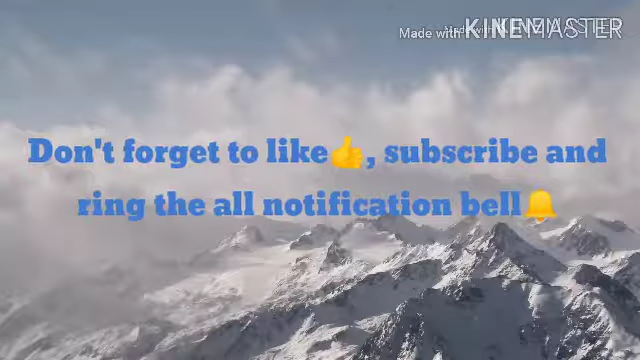 Made with KINEMASTER
Don't forget to like👍, subscribe and
ring the all notification bell🔔